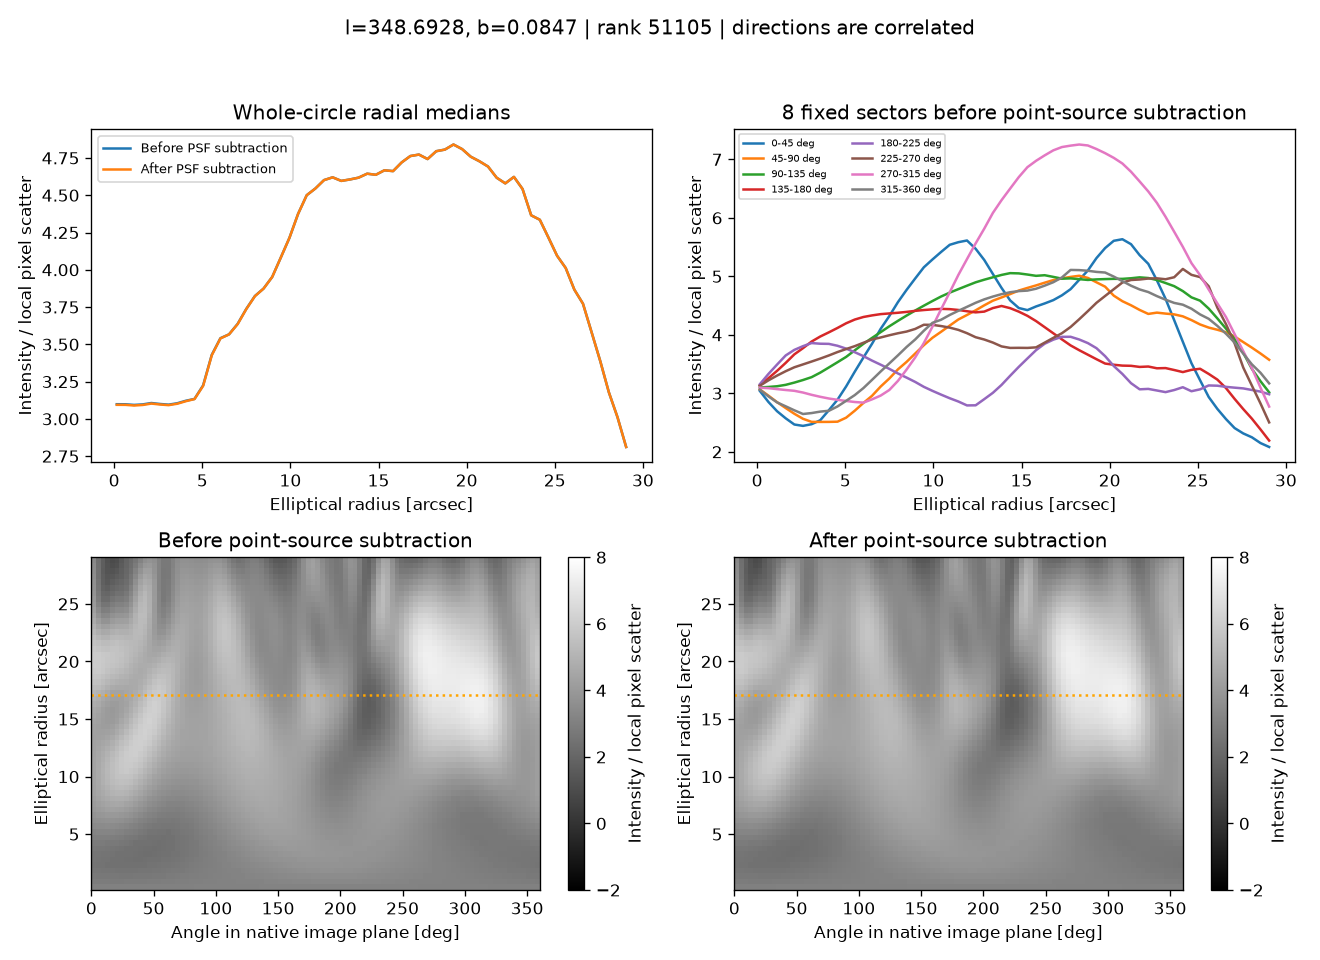 l=348.6928, b=0.0847 | rank 51105 | directions are correlated
Whole-circle radial medians
Before PSF subtraction
After PSF subtraction
4.75
4.50
4.25
4.00
3.75
3.50
3.25
3.00
2.75
Intensity / local pixel scatter
0 5 10 15 20 25 30
Elliptical radius [arcsec]
8 fixed sectors before point-source subtraction
0-45 deg 180-225 deg
45-90 deg 225-270 deg
90-135 deg 270-315 deg
135-180 deg 315-360 deg
7
6
5
4
3
2
Intensity / local pixel scatter
0 5 10 15 20 25 30
Elliptical radius [arcsec]
Before point-source subtraction
25
20
15
10
5
Elliptical radius [arcsec]
0 50 100 150 200 250 300 350
Angle in native image plane [deg]
8
6
4
2
0
−2
Intensity / local pixel scatter
After point-source subtraction
25
20
15
10
5
Elliptical radius [arcsec]
0 50 100 150 200 250 300 350
Angle in native image plane [deg]
8
6
4
2
0
−2
Intensity / local pixel scatter